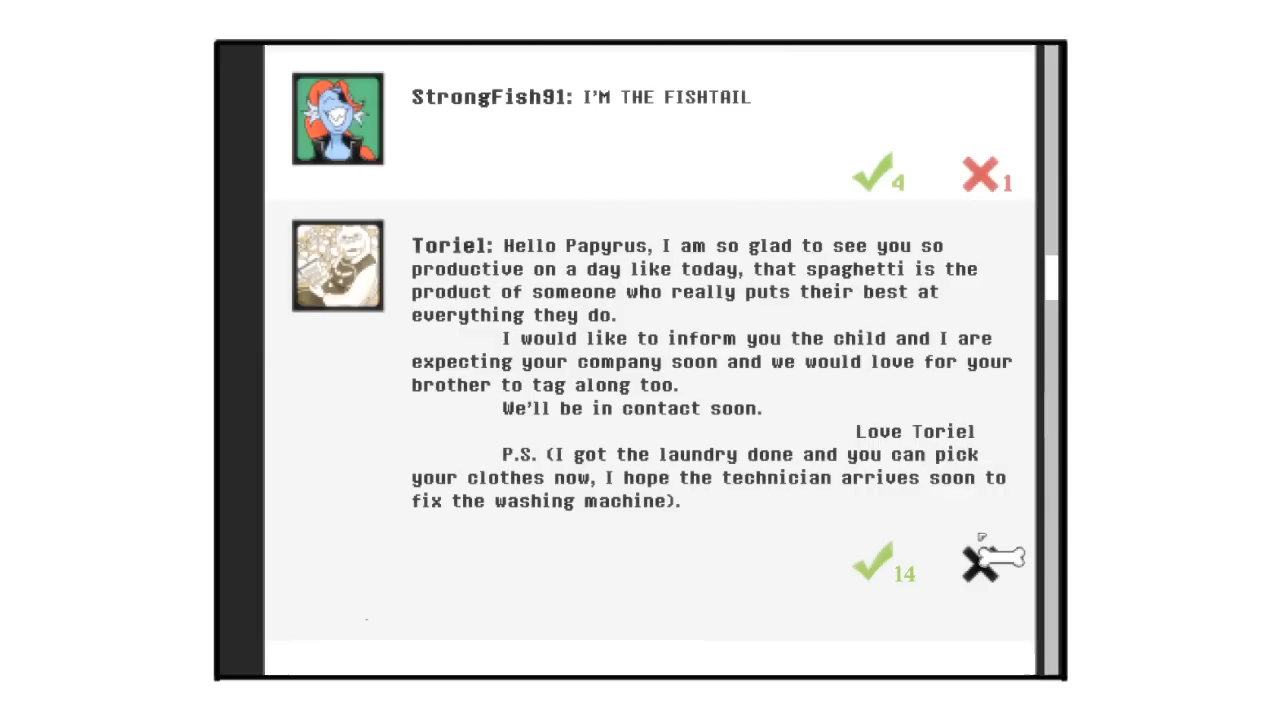 StrongFish91: I'M THE FISHTAIL
4
1
Toriel: Hello Papyrus, I am so glad to see you so
productive on a day like today, that spaghetti is the
product of someone who really puts their best at
everything they do.
I would like to inform you the child and I are
expecting your company soon and we would love for your
brother to tag along too.
We'll be in contact soon.
Love Toriel
P.S. (I got the laundry done and you can pick
your clothes now, I hope the technician arrives soon to
fix the washing machine).
14